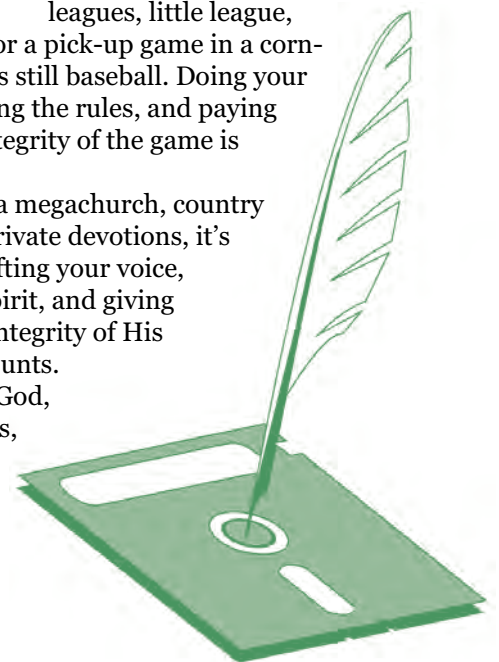 leagues, little league,
or a pick-up game in a corn-
s still baseball. Doing your
ng the rules, and paying
tegrity of the game is
a megachurch, country
rivate devotions, it’s
fting your voice,
pirit, and giving
ntegrity of His
unts.
God,
s,